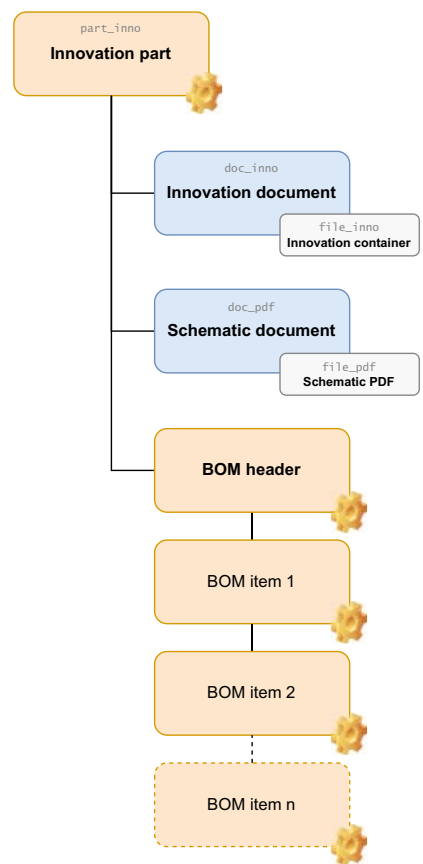 part_inno
Innovation part
doc_inno
Innovation document
file_inno
Innovation container
doc_pdf
Schematic document
file_pdf
Schematic PDF
BOM header
BOM item 1
BOM item 2
BOM item n